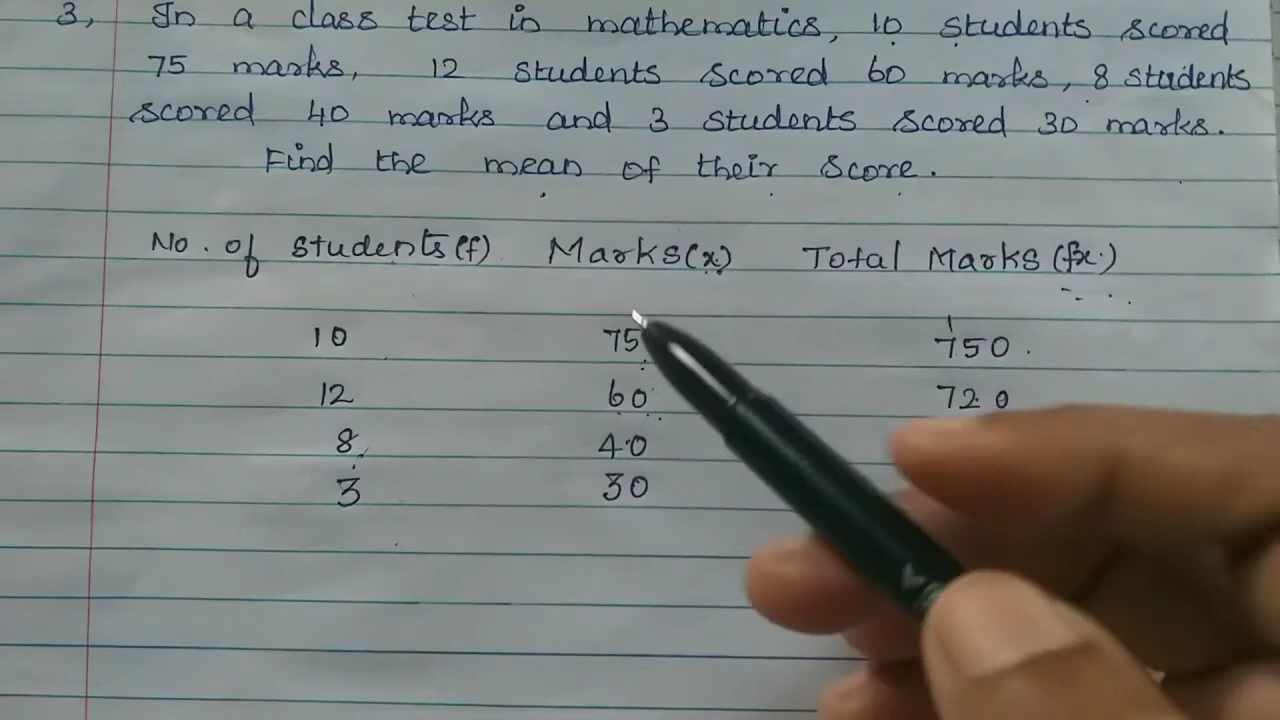 3, In a class test in mathematics, 10 students scored
75 marks, 12 students scored 60 marks, 8 students
scored 40 marks and 3 students scored 30 marks.
Find the mean of their score.
No. of students (f) Marks (x) Total Marks (fx)
10 75 750
12 60 720
8 40
3 30